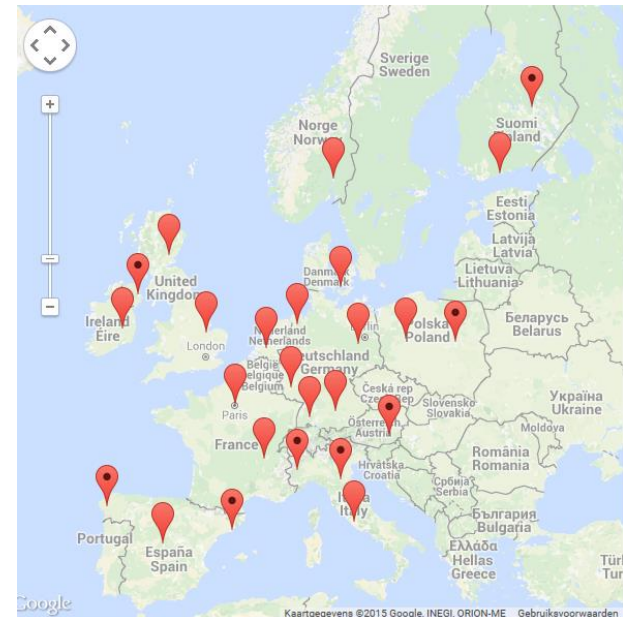 +
Sverige
Sweden
Suomi
Finland
Norge
Norway
Eesti
Estonia
Latvija
Latvia
Lietuva
Lithuania
Danmark
Denmark
United
Kingdom
Ireland
Éire
Беларусь
Belarus
Polska
Poland
Nederland
Netherlands
London
Deutschland
Germany
België
Belgique
Belgium
Česká rep
Czech Rep
Україна
Ukraine
Slovensko
Slovakia
Paris
Moldova
Österreich
Austria
France
România
Romania
Hrvatska
Croatia
Србија
Serbia
Italia
Italy
България
Bulgaria
Portugal
España
Spain
Ελλάδα
Hellas
Greece
Tür
Tur
Google
Kaartgegevens ©2015 Google, INEGI, ORION-ME Gebruiksvoorwaarden